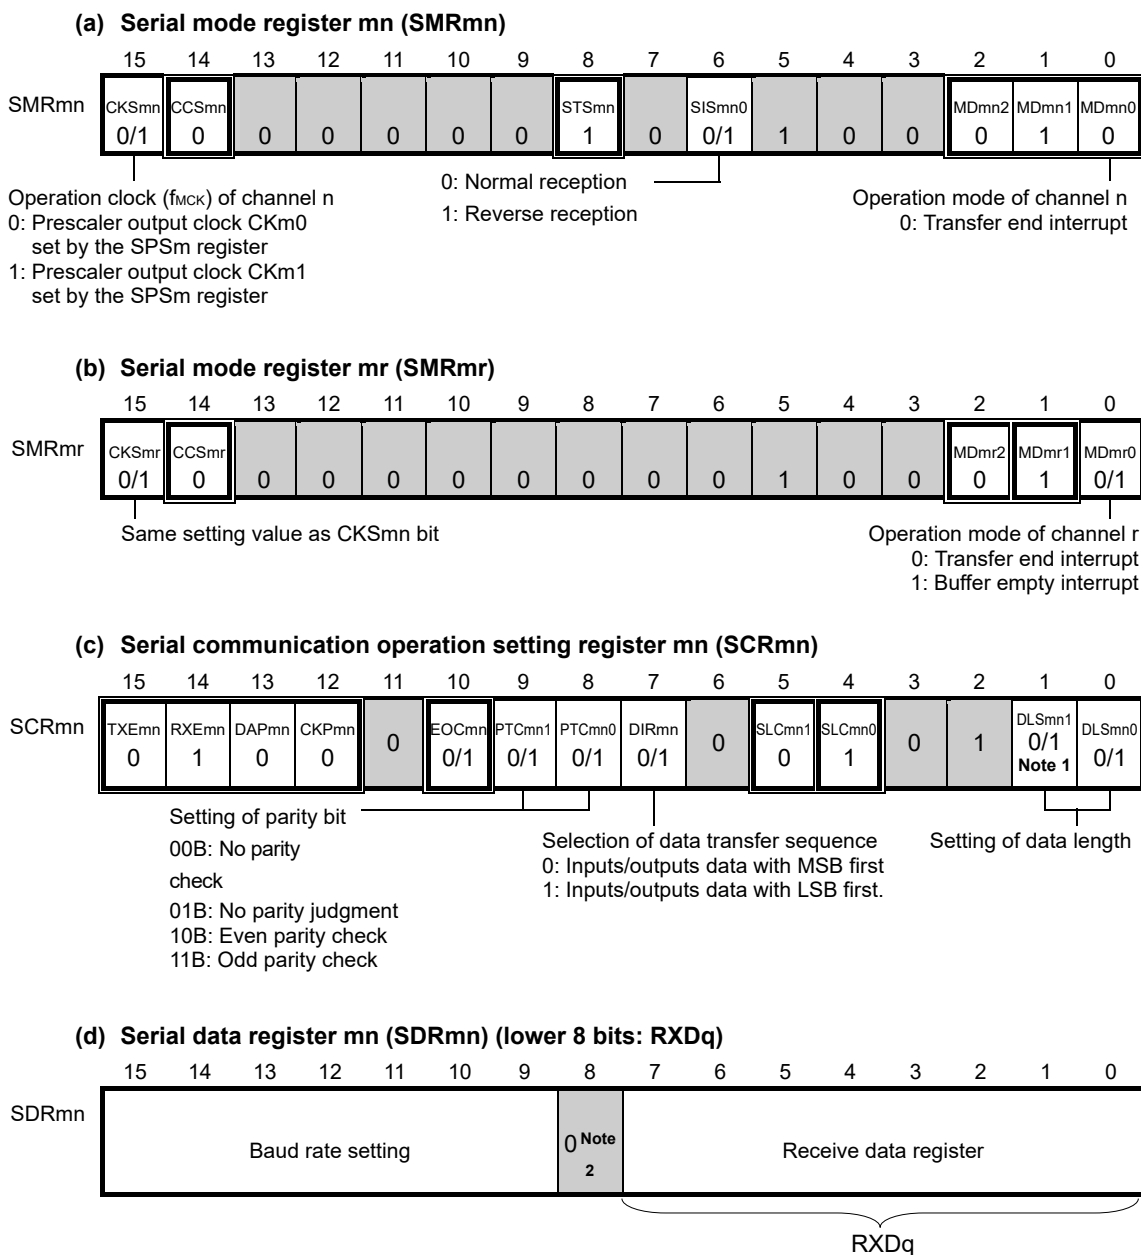 (a) Serial mode register mn (SMRmn)
15 14 13 12 11 10 9 8 7 6 5 4 3 2 1 0
SMRmn
CKSmn CCSmn STSmn SISmn0 MDmn2 MDmn1 MDmn0
0/1 0 0 0 0 0 0 1 0 0/1 1 0 0 0 1 0
Operation clock (fMCK) of channel n
0: Prescaler output clock CKm0
set by the SPSm register
1: Prescaler output clock CKm1
set by the SPSm register
0: Normal reception
1: Reverse reception
Operation mode of channel n
0: Transfer end interrupt
(b) Serial mode register mr (SMRmr)
15 14 13 12 11 10 9 8 7 6 5 4 3 2 1 0
SMRmr
CKSmr CCSmr MDmr2 MDmr1 MDmr0
0/1 0 0 0 0 0 0 0 0 0 1 0 0 0 1 0/1
Same setting value as CKSmn bit
Operation mode of channel r
0: Transfer end interrupt
1: Buffer empty interrupt
(c) Serial communication operation setting register mn (SCRmn)
15 14 13 12 11 10 9 8 7 6 5 4 3 2 1 0
SCRmn
TXEmn RXEmn DAPmn CKPmn EOCmn PTCmn1 PTCmn0 DIRmn SLCmn1 SLCmn0 DLSmn1 DLSmn0
0 1 0 0 0 0/1 0/1 0/1 0/1 0 0 1 0 1 0/1 0/1
Note 1
Setting of parity bit
00B: No parity
check
01B: No parity judgment
10B: Even parity check
11B: Odd parity check
Selection of data transfer sequence
0: Inputs/outputs data with MSB first
1: Inputs/outputs data with LSB first.
Setting of data length
(d) Serial data register mn (SDRmn) (lower 8 bits: RXDq)
15 14 13 12 11 10 9 8 7 6 5 4 3 2 1 0
SDRmn
Baud rate setting
0 Note
2
Receive data register
RXDq